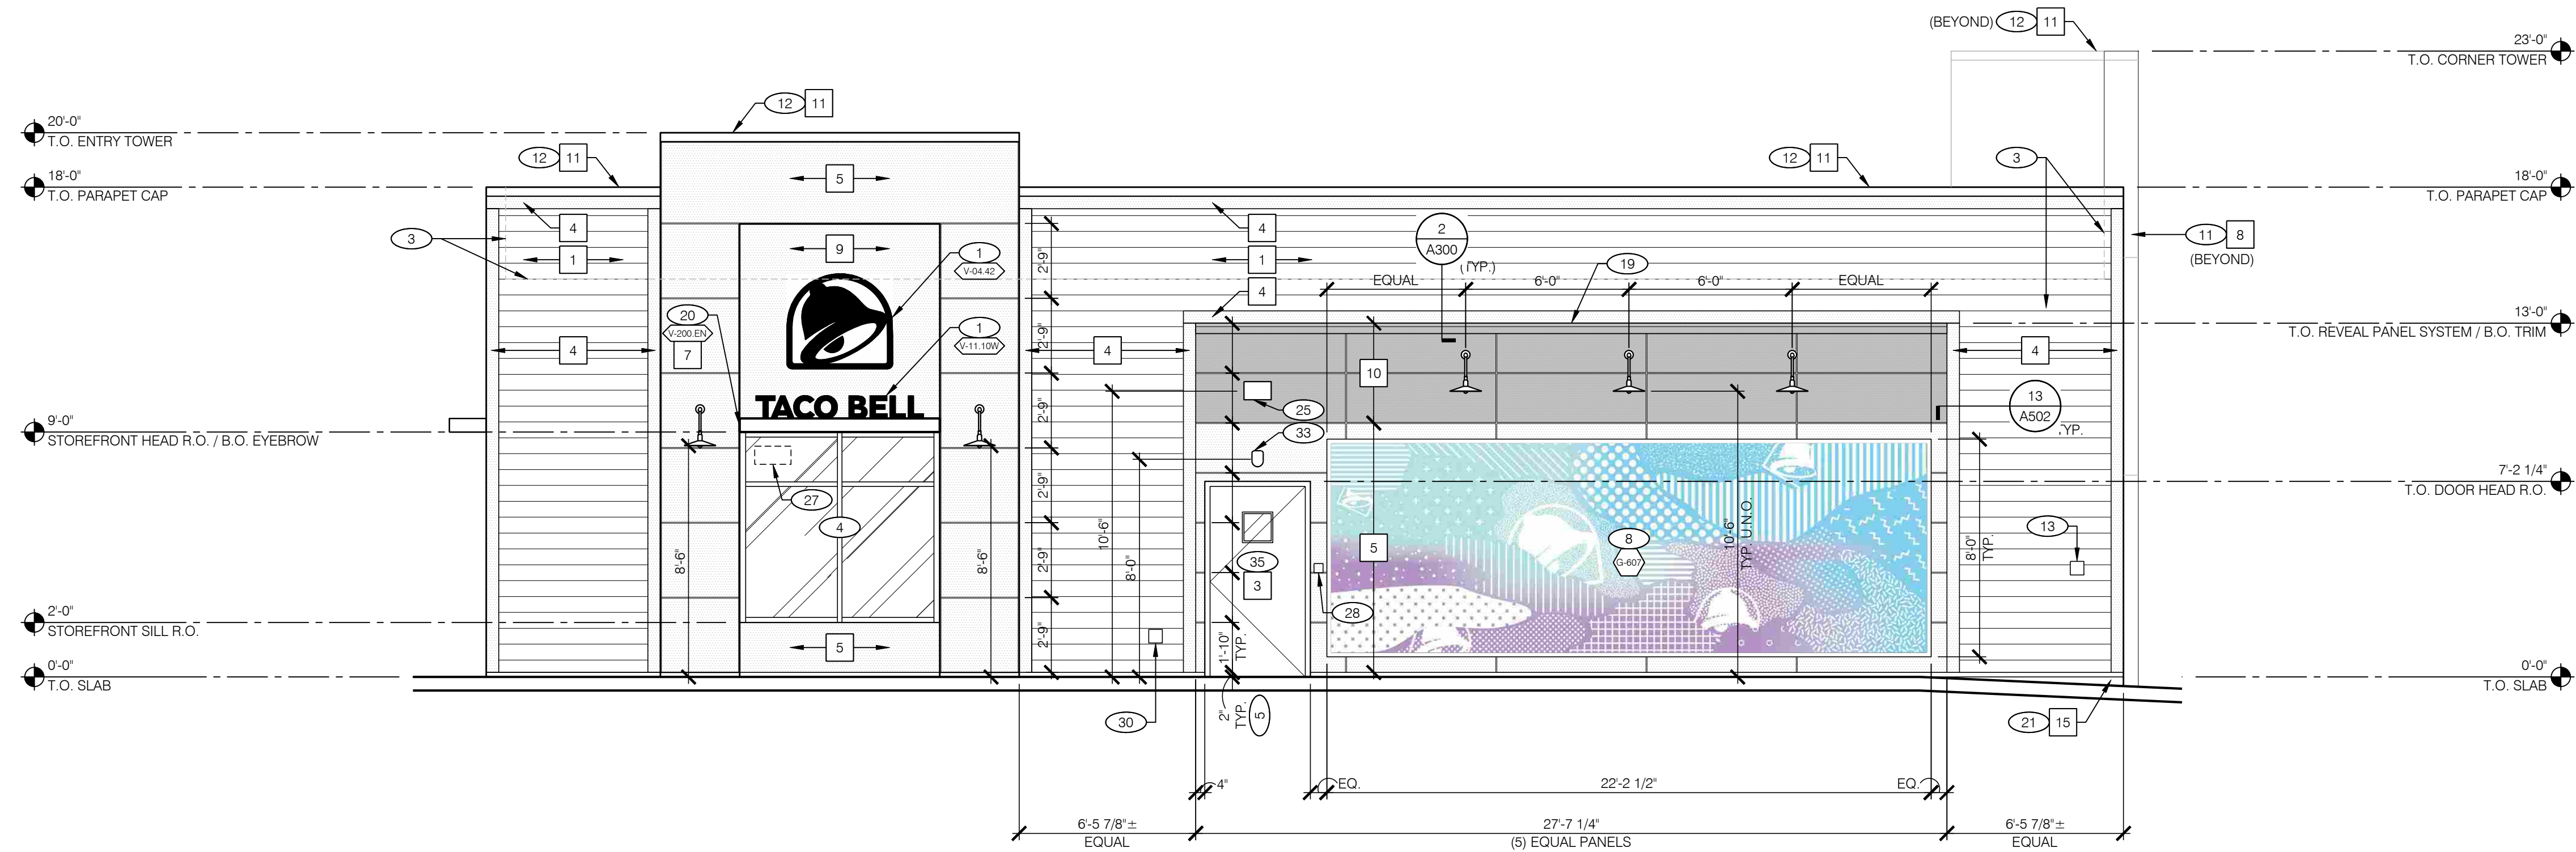 (BEYOND) 12 11
23'-0"
T.O. CORNER TOWER
12 11
20'-0"
T.O. ENTRY TOWER
12 11
12 11
3
18'-0"
T.O. PARAPET CAP
18'-0"
T.O. PARAPET CAP
5
4
4
3
1
9
1
V-04.42
2'-9"
1
2
A300
(TYP.)
19
11 8
(BEYOND)
EQUAL
6'-0"
6'-0"
EQUAL
4
20
V-200.EN
7
1
V-11.10W
2'-9"
13'-0"
T.O. REVEAL PANEL SYSTEM / B.O. TRIM
4
4
10
4
TACO BELL
25
13
A502
TYP.
9'-0"
STOREFRONT HEAD R.O. / B.O. EYEBROW
2'-9"
33
27
4
2'-9"
7'-2 1/4"
T.O. DOOR HEAD R.O.
8'-6"
8'-6"
2'-9"
10'-6"
8'-0"
35
3
5
8
G-607
10'-6"
TYP. U.N.O.
8'-0"
TYP.
13
28
2'-0"
STOREFRONT SILL R.O.
5
2'-9"
1'-10"
TYP.
0'-0"
T.O. SLAB
0'-0"
T.O. SLAB
30
2"
TYP.
5
21 15
4"
EQ.
22'-2 1/2"
EQ.
6'-5 7/8"±
EQUAL
27'-7 1/4"
(5) EQUAL PANELS
6'-5 7/8"±
EQUAL